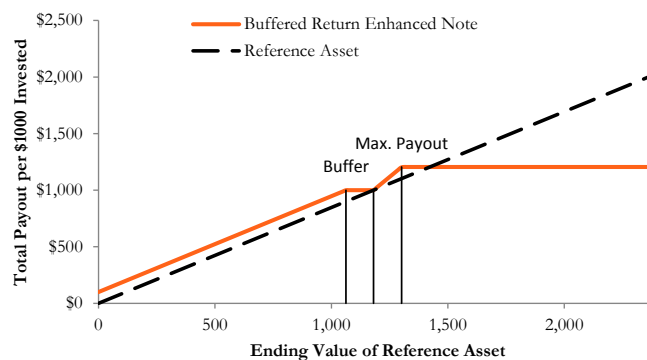 $2,500
Buffered Return Enhanced Note
Reference Asset
$2,000
$1,500
Max. Payout
Buffer
$1,000
$500
$0
0
500
1,000
1,500
2,000
Total Payout per $1000 Invested
Ending Value of Reference Asset